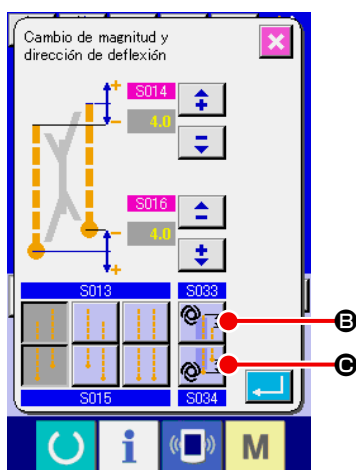 Cambio de magnitud y
dirección de deflexión
S014
4.0
S016
4.0
S013 S033
B
C
S015 S034
i M